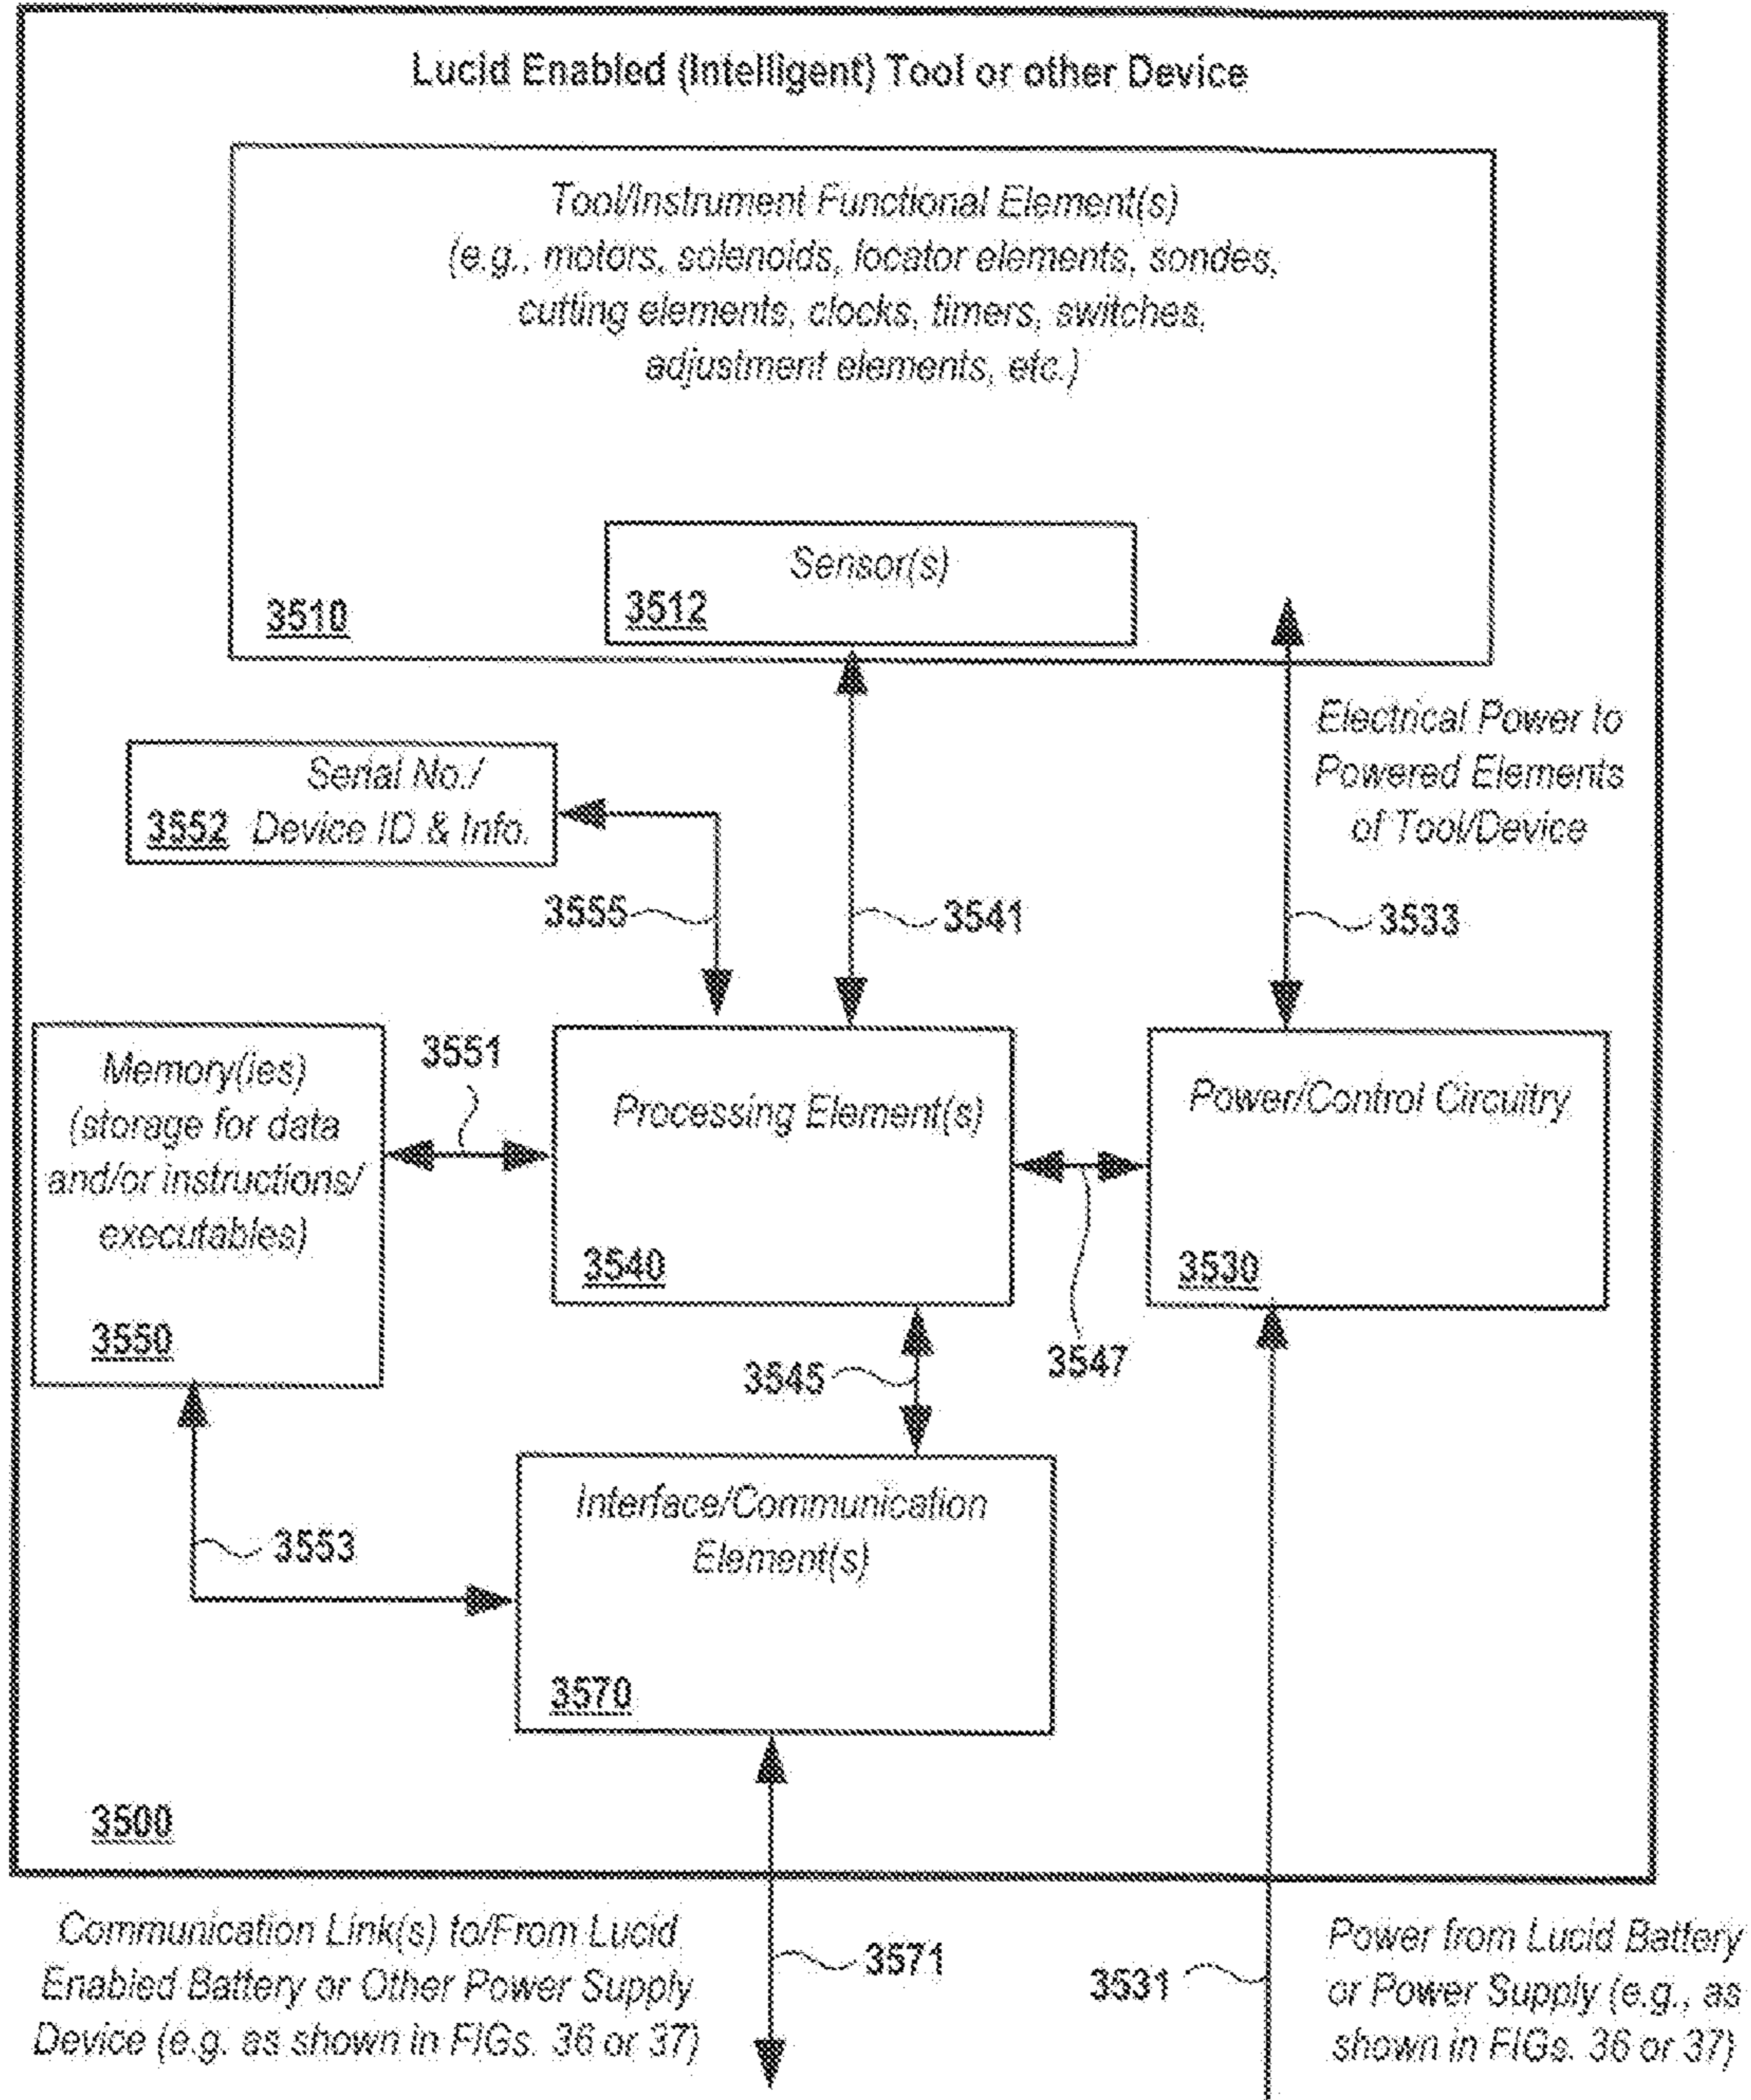 Lucid Enabled (Intelligent) Tool or other Device
Tool/Instrument Functional Element(s)
(e.g., motors, solenoids, locator elements, sondes,
cutting elements, clocks, timers, switches,
adjustment elements, etc.)
Sensor(s)
3510
3512
Electrical Power to
Powered Elements
of Tool/Device
Serial No./
3552 Device ID & Info.
3555
3541
3533
Memory(ies)
(storage for data
and/or instructions/
executables)
3550
3551
Processing Element(s)
3540
Power/Control Circuitry
3530
3547
3545
Interface/Communication
Element(s)
3570
3553
3500
Communication Link(s) to/From Lucid
Enabled Battery or Other Power Supply
Device (e.g. as shown in FIGs. 36 or 37)
3571
3531
Power from Lucid Battery
or Power Supply (e.g., as
shown in FIGs. 36 or 37)